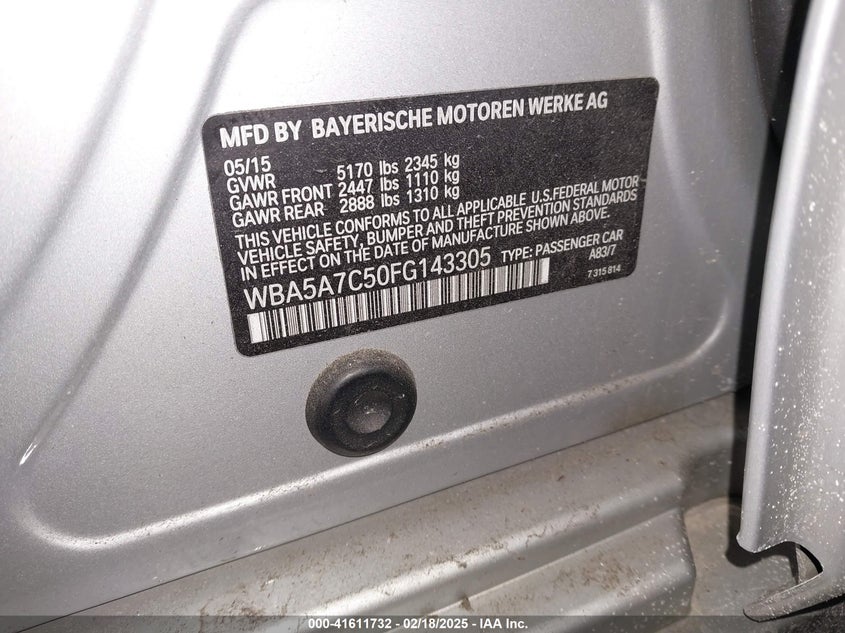 MFD BY BAYERISCHE MOTOREN WERKE AG
05/15
GVWR 5170 lbs 2345 kg
GAWR FRONT 2447 lbs 1110 kg
GAWR REAR 2888 lbs 1310 kg
THIS VEHICLE CONFORMS TO ALL APPLICABLE U.S.FEDERAL MOTOR
VEHICLE SAFETY, BUMPER AND THEFT PREVENTION STANDARDS
IN EFFECT ON THE DATE OF MANUFACTURE SHOWN ABOVE.
WBA5A7C50FG143305 TYPE: PASSENGER CAR
A83/7
7 315 814
000-41611732 - 02/18/2025 - IAA Inc.